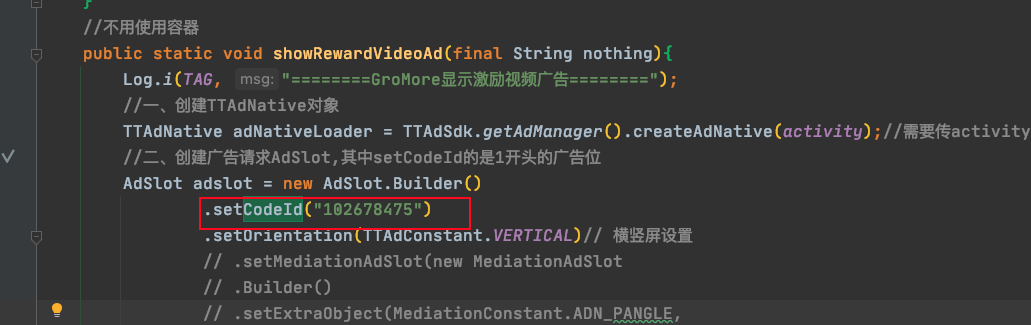 }
//不用使用容器
public static void showRewardVideoAd(final String nothing){
Log.i(TAG, msg: "========GroMore显示激励视频广告========");
//一、创建TTAdNative对象
TTAdNative adNativeLoader = TTAdSdk.getAdManager().createAdNative(activity);//需要传activity
//二、创建广告请求AdSlot,其中setCodeId的是1开头的广告位
AdSlot adslot = new AdSlot.Builder()
.setCodeId("102678475")
.setOrientation(TTAdConstant.VERTICAL)// 横竖屏设置
// .setMediationAdSlot(new MediationAdSlot
// .Builder()
// .setExtraObject(MediationConstant.ADN_PANGLE,